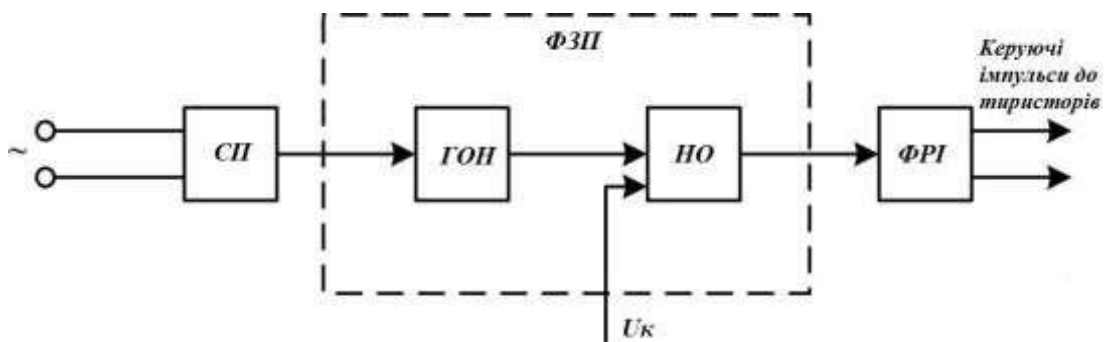 ФЗП
Керуючі
імпульси до
тиристорів
~
СП
ГОН
НО
ФРІ
Uк